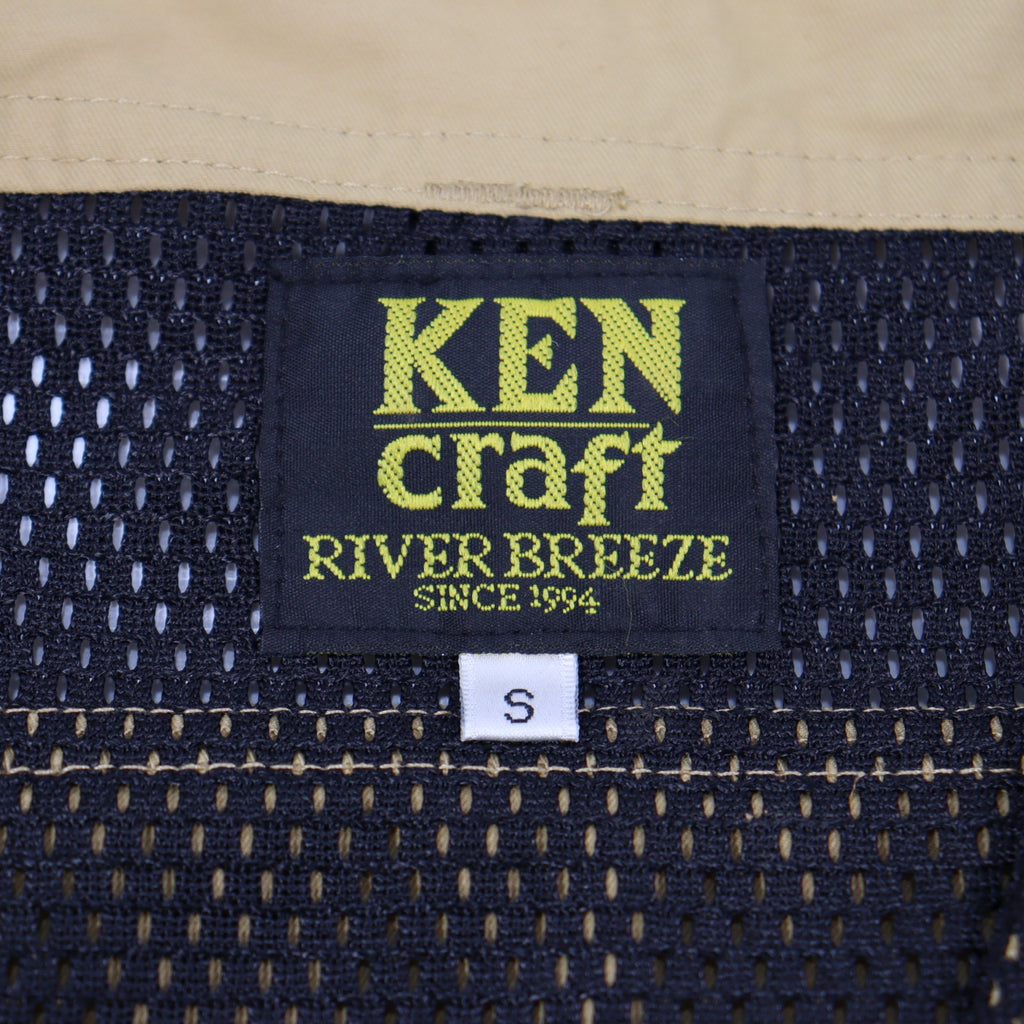 KEN
craft
RIVER BREEZE
SINCE 1994
S